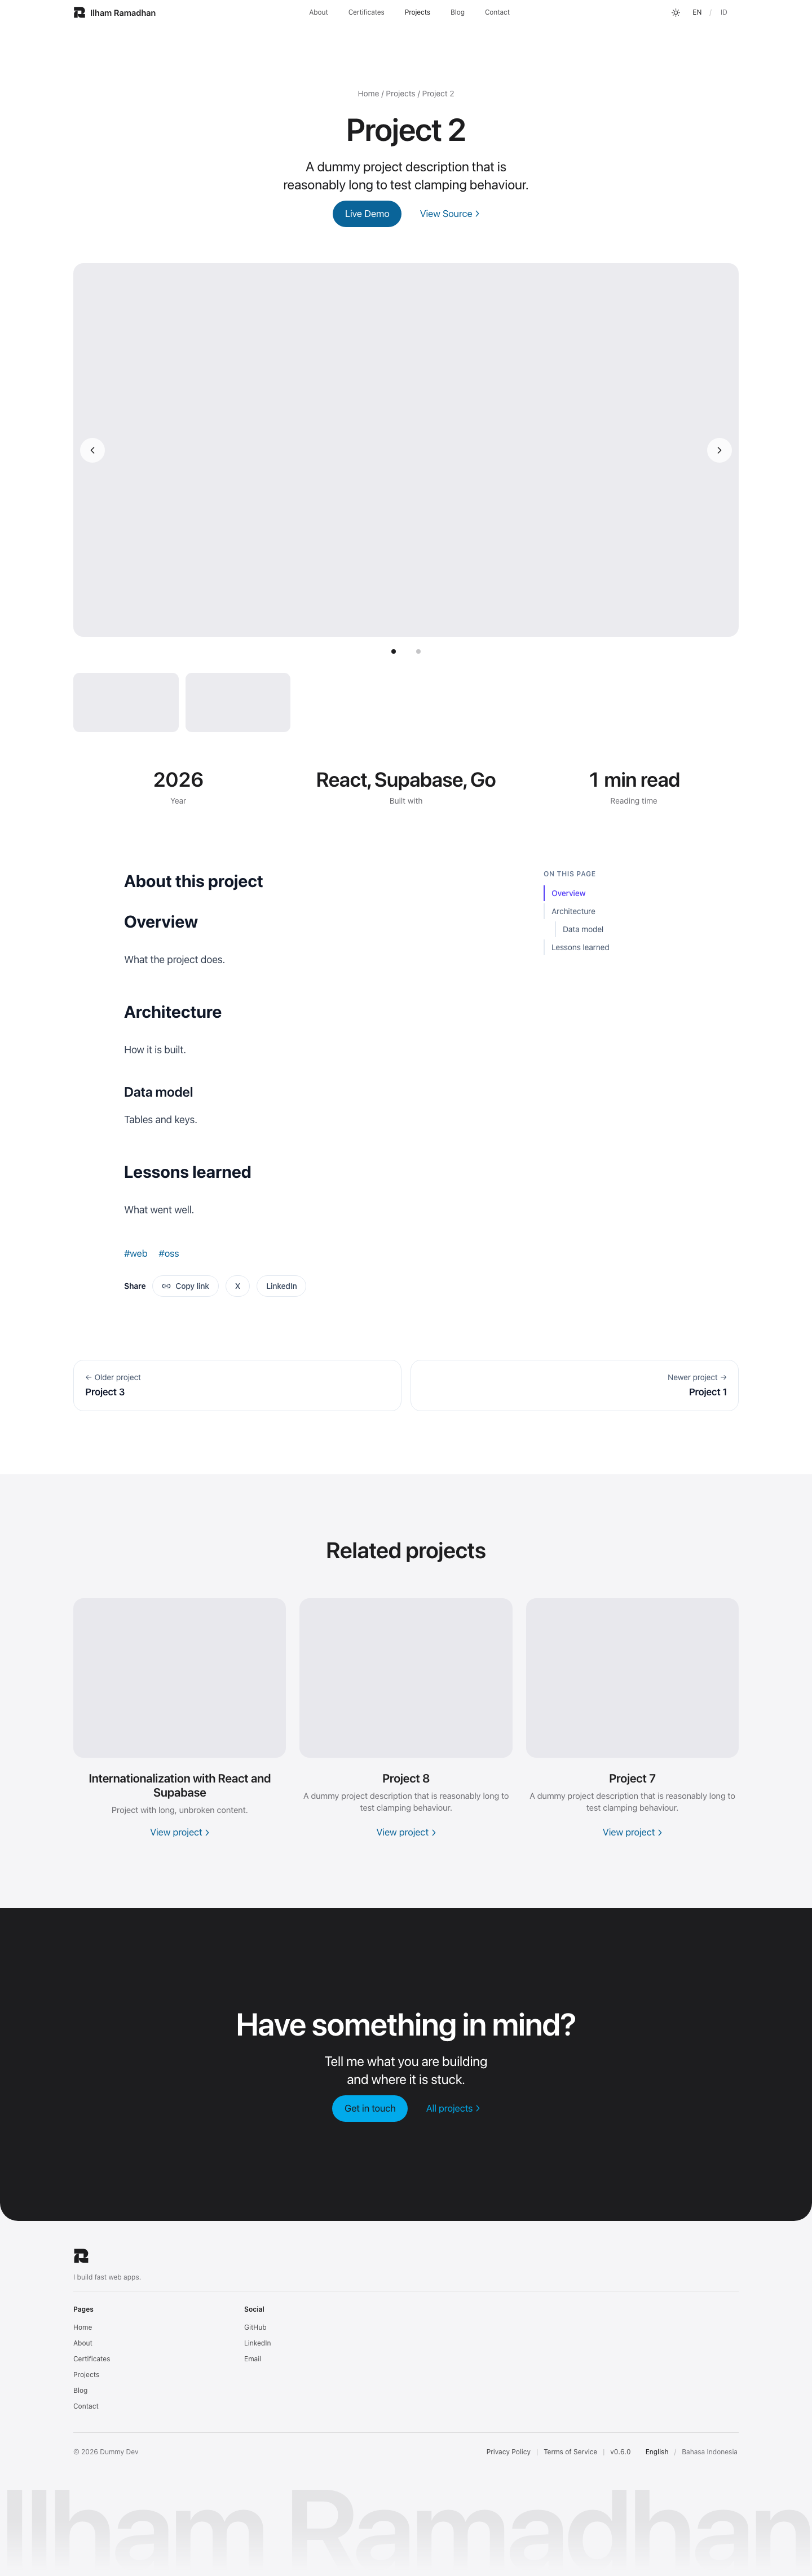 Ilham Ramadhan
About
Certificates
Projects
Blog
Contact
EN / ID
Home / Projects / Project 2
Project 2
A dummy project description that is
reasonably long to test clamping behaviour.
Live Demo
View Source
2026
Year
React, Supabase, Go
Built with
1 min read
Reading time
About this project
Overview
What the project does.
Architecture
How it is built.
Data model
Tables and keys.
Lessons learned
What went well.
#web #oss
Share
Copy link
X
LinkedIn
ON THIS PAGE
Overview
Architecture
Data model
Lessons learned
← Older project
Project 3
Newer project →
Project 1
Related projects
Internationalization with React and
Supabase
Project with long, unbroken content.
View project
Project 8
A dummy project description that is reasonably long to
test clamping behaviour.
View project
Project 7
A dummy project description that is reasonably long to
test clamping behaviour.
View project
Have something in mind?
Tell me what you are building
and where it is stuck.
Get in touch
All projects
I build fast web apps.
Pages
Home
About
Certificates
Projects
Blog
Contact
Social
GitHub
LinkedIn
Email
© 2026 Dummy Dev
Privacy Policy | Terms of Service | v0.6.0
English / Bahasa Indonesia
Ilham Ramadhan